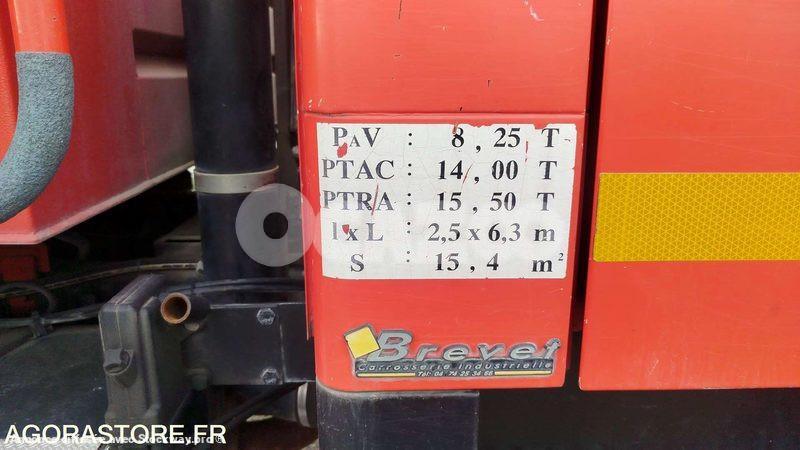 PAV : 8,25 T
PTAC : 14,00 T
PTRA : 15,50 T
l x L : 2,5 x 6,3 m
S : 15,4 m²
Brevet
Carrosserie Industrielle
AGORASTORE.FR